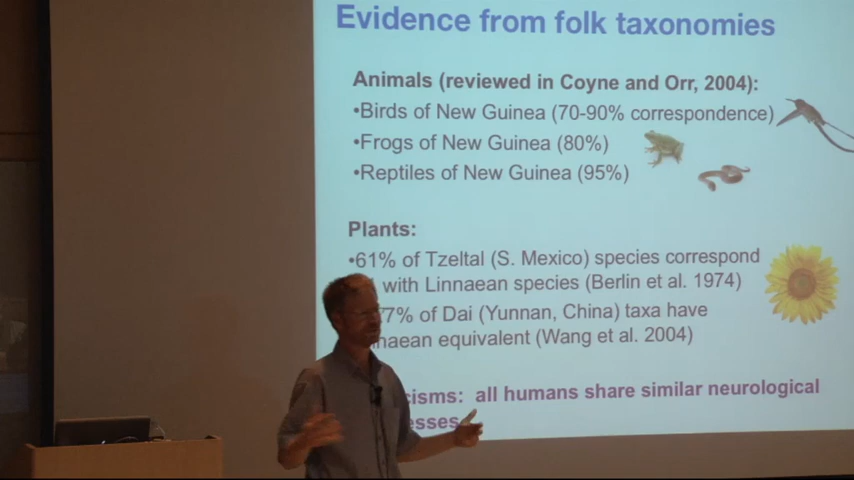 Evidence from folk taxonomies
Animals (reviewed in Coyne and Orr, 2004):
•Birds of New Guinea (70-90% correspondence)
•Frogs of New Guinea (80%)
•Reptiles of New Guinea (95%)
Plants:
•61% of Tzeltal (S. Mexico) species correspond
with Linnaean species (Berlin et al. 1974)
77% of Dai (Yunnan, China) taxa have
equivalent (Wang et al. 2004)
all humans share similar neurological